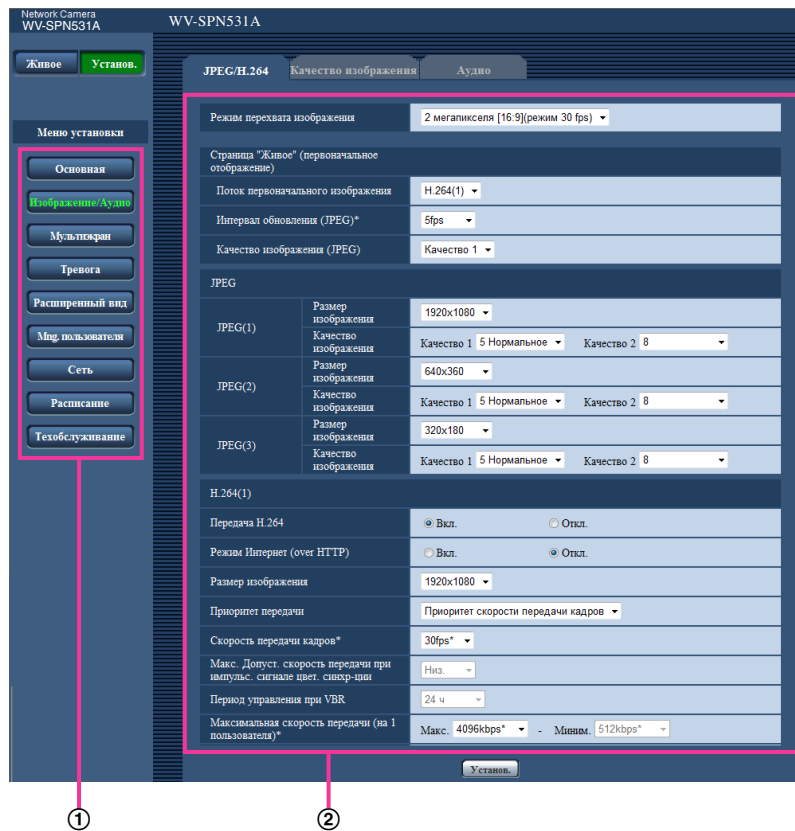 Network Camera
WV-SPN531A
WV-SPN531A
Живое Установ.
JPEG/H.264 Качество изображения Аудио
Меню установки
Основная
Изображение/Аудио
Мультиэкран
Тревога
Расширенный вид
Mng. пользователя
Сеть
Расписание
Техобслуживание
Режим перехвата изображения 2 мегапикселя [16:9](режим 30 fps)
Страница "Живое" (первоначальное
отображение)
Поток первоначального изображения H.264(1)
Интервал обновления (JPEG)* 5fps
Качество изображения (JPEG) Качество 1
JPEG
JPEG(1)
Размер
изображения
1920x1080
Качество
изображения
Качество 1 5 Нормальное Качество 2 8
JPEG(2)
Размер
изображения
640x360
Качество
изображения
Качество 1 5 Нормальное Качество 2 8
JPEG(3)
Размер
изображения
320x180
Качество
изображения
Качество 1 5 Нормальное Качество 2 8
H.264(1)
Передача H.264 Вкл. Откл.
Режим Интернет (over HTTP) Вкл. Откл.
Размер изображения 1920x1080
Приоритет передачи Приоритет скорости передачи кадров
Скорость передачи кадров* 30fps*
Макс. Допуст. скорость передачи при
импульс. сигнале цвет. синхр-ции
Низ.
Период управления при VBR 24 ч
Максимальная скорость передачи (на 1
пользователя)*
Макс. 4096kbps* - Миним. 512kbps*
Установ.
① ②